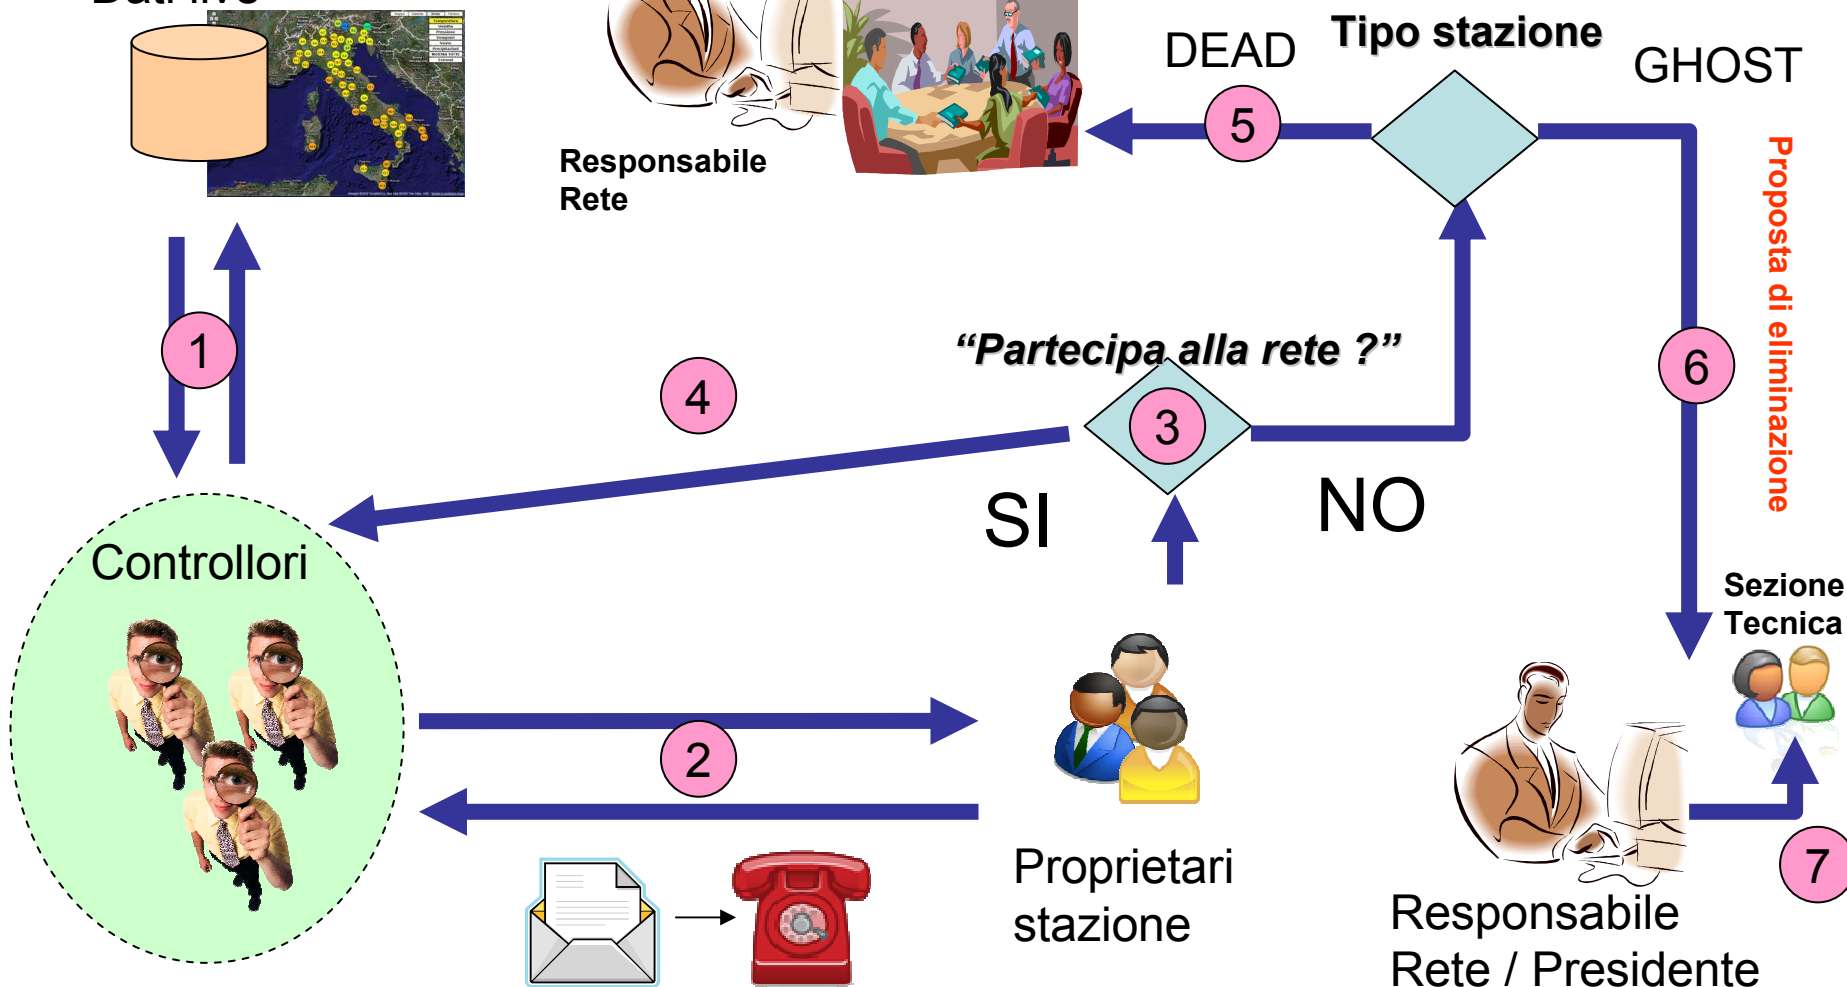 Tipo stazione
DEAD
GHOST
5
Responsabile
Rete
Proposta di eliminazione
1
“Partecipa alla rete ?”
4
3
6
SI
NO
Controllori
Sezione
Tecnica
2
Proprietari
stazione
7
Responsabile
Rete / Presidente